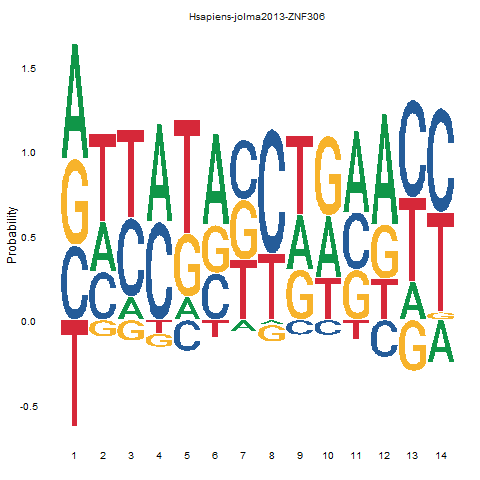 Hsapiens-jolma2013-ZNF306
Probability
1.5
1.0
0.5
0.0
-0.5
A G C T
T A C G
T C A G
A C T G
T G A C
A G C T
C G T A
C T A G
T A G C
G A T C
A C G T
A G T C
C T A G
C T G A
1 2 3 4 5 6 7 8 9 10 11 12 13 14